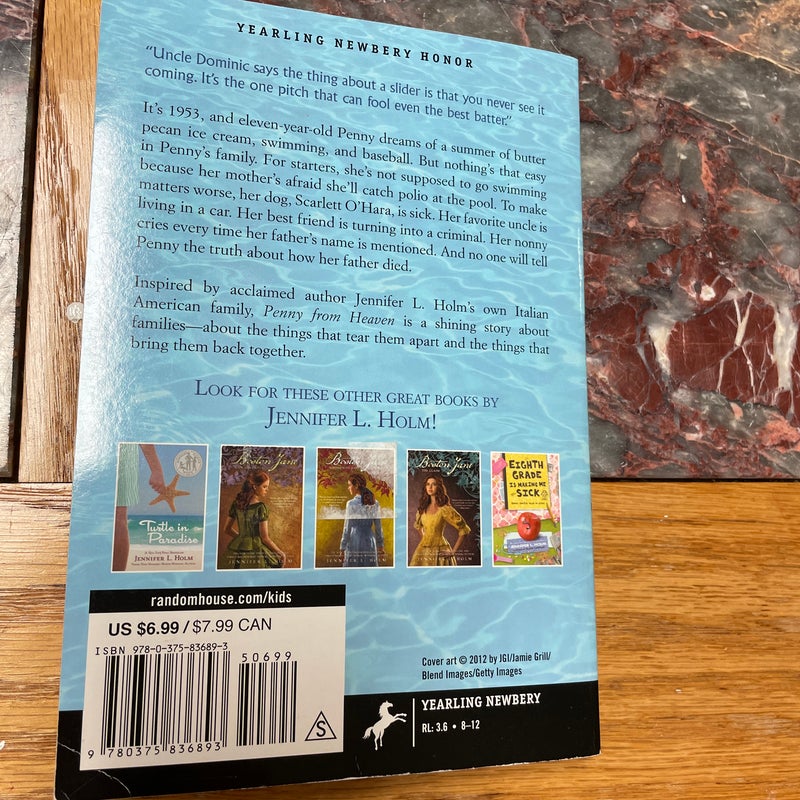 YEARLING NEWBERY HONOR
“Uncle Dominic says the thing about a slider is that you never see it
coming. It’s the one pitch that can fool even the best batter.”
It’s 1953, and eleven-year-old Penny dreams of a summer of butter
pecan ice cream, swimming, and baseball. But nothing’s that easy
in Penny’s family. For starters, she’s not supposed to go swimming
because her mother’s afraid she’ll catch polio at the pool. To make
matters worse, her dog, Scarlett O’Hara, is sick. Her favorite uncle is
living in a car. Her best friend is turning into a criminal. Her nonny
cries every time her father’s name is mentioned. And no one will tell
Penny the truth about how her father died.
Inspired by acclaimed author Jennifer L. Holm’s own Italian
American family, Penny from Heaven is a shining story about
families—about the things that tear them apart and the things that
bring them back together.
LOOK FOR THESE OTHER GREAT BOOKS BY
JENNIFER L. HOLM!
Turtle in
Paradise
JENNIFER L. HOLM
Boston Jane
JENNIFER L. HOLM
Boston Jane
JENNIFER L. HOLM
Boston Jane
JENNIFER L. HOLM
EIGHTH
GRADE
IS MAKING ME
SICK
randomhouse.com/kids
US $6.99 / $7.99 CAN
ISBN 978-0-375-83689-3
50699
9 780375 836893
S
Cover art © 2012 by JGI/Jamie Grill/
Blend Images/Getty Images
YEARLING NEWBERY
RL: 3.6 • 8–12